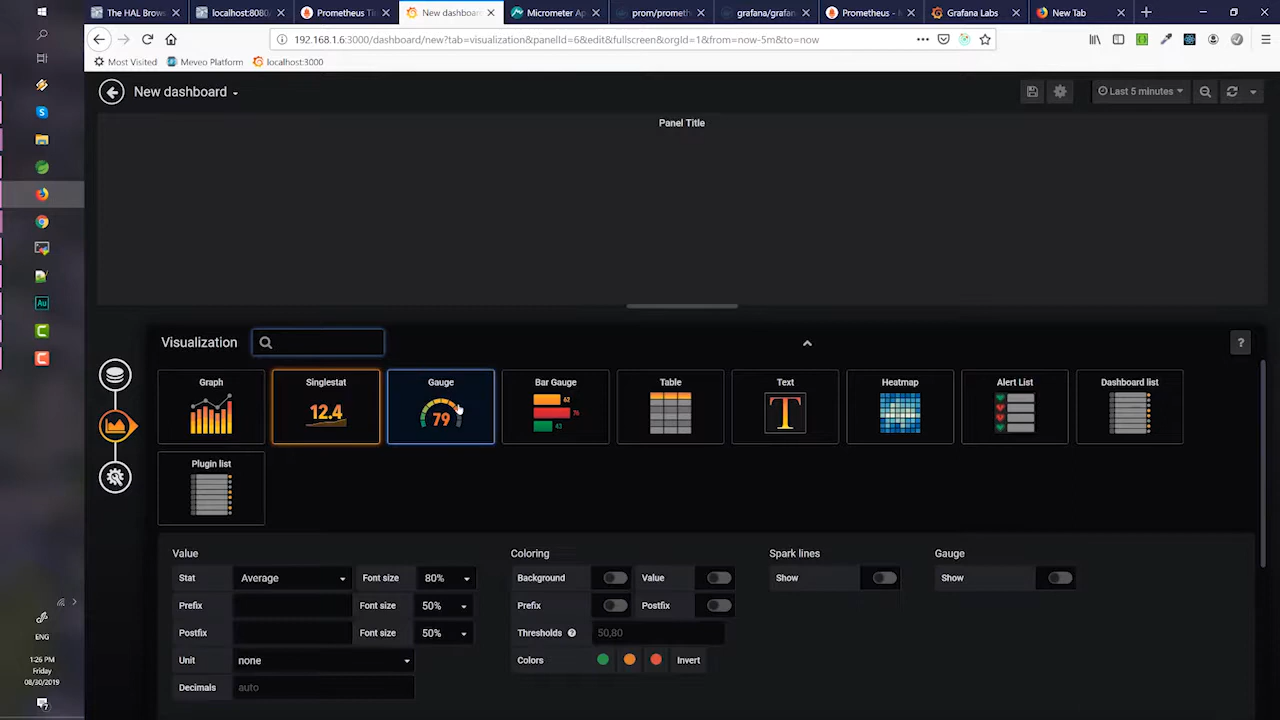 The HAL Brows
localhost:8080
Prometheus Ti
New dashboard
Micrometer Ap
prom/prometh
grafana/grafan
Prometheus - M
Grafana Labs
New Tab
192.168.1.6:3000/dashboard/new?tab=visualization&panelId=6&edit&fullscreen&orgId=1&from=now-5m&to=now
Most Visited
Meveo Platform
localhost:3000
New dashboard
Last 5 minutes
Panel Title
Visualization
?
Graph
Singlestat
Gauge
Bar Gauge
Table
Text
Heatmap
Alert List
Dashboard list
12.4
79
62
43
T
Plugin list
Value
Coloring
Spark lines
Gauge
Stat Average Font size 80%
Background Value
Show
Show
Prefix Font size 50%
Prefix Postfix
Postfix Font size 50%
Thresholds 50,80
Unit none
Colors Invert
Decimals auto
ENG
1:26 PM
Friday
08/30/2019